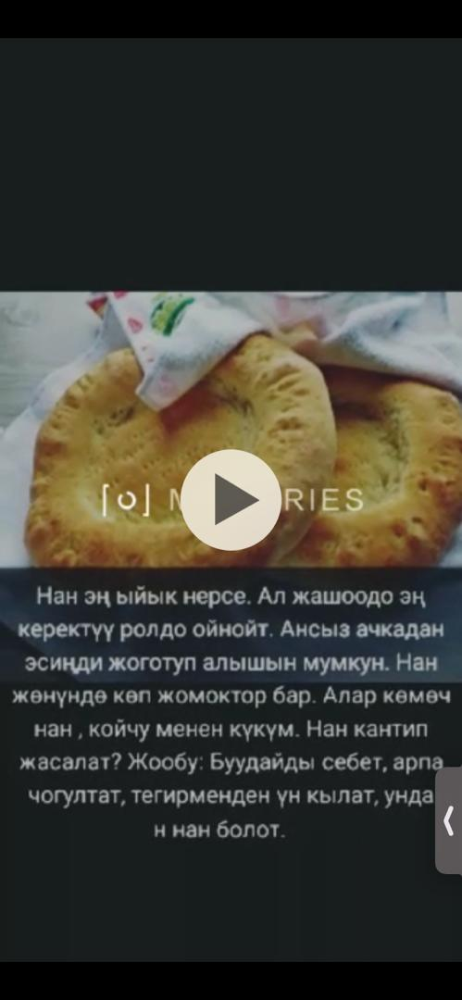 RIES
Нан эң ыйык нерсе. Ал жашоодо эң
керектүү ролдо ойнойт. Ансыз ачкадан
эсиңди жоготуп алышын мумкун. Нан
жөнүндө көп жомоктор бар. Алар көмөч
нан , койчу менен күкүм. Нан кантип
жасалат? Жообу: Буудайды себет, арпа
чогултат, тегирменден үн кылат, унда
н нан болот.